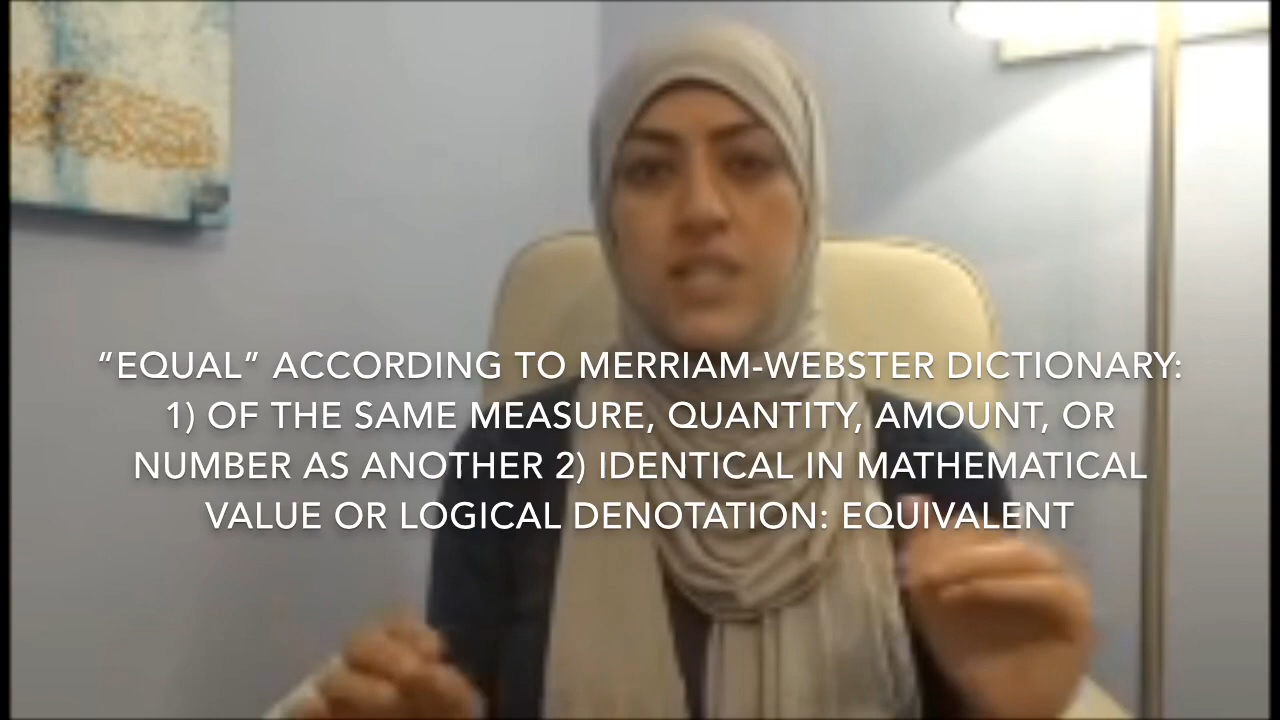 “EQUAL” ACCORDING TO MERRIAM-WEBSTER DICTIONARY:
1) OF THE SAME MEASURE, QUANTITY, AMOUNT, OR
NUMBER AS ANOTHER 2) IDENTICAL IN MATHEMATICAL
VALUE OR LOGICAL DENOTATION: EQUIVALENT